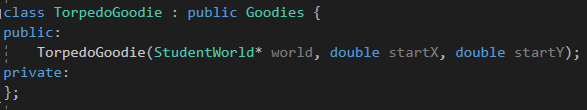 class TorpedoGoodie : public Goodies {
public:
    TorpedoGoodie(StudentWorld* world, double startX, double startY);
private:
};